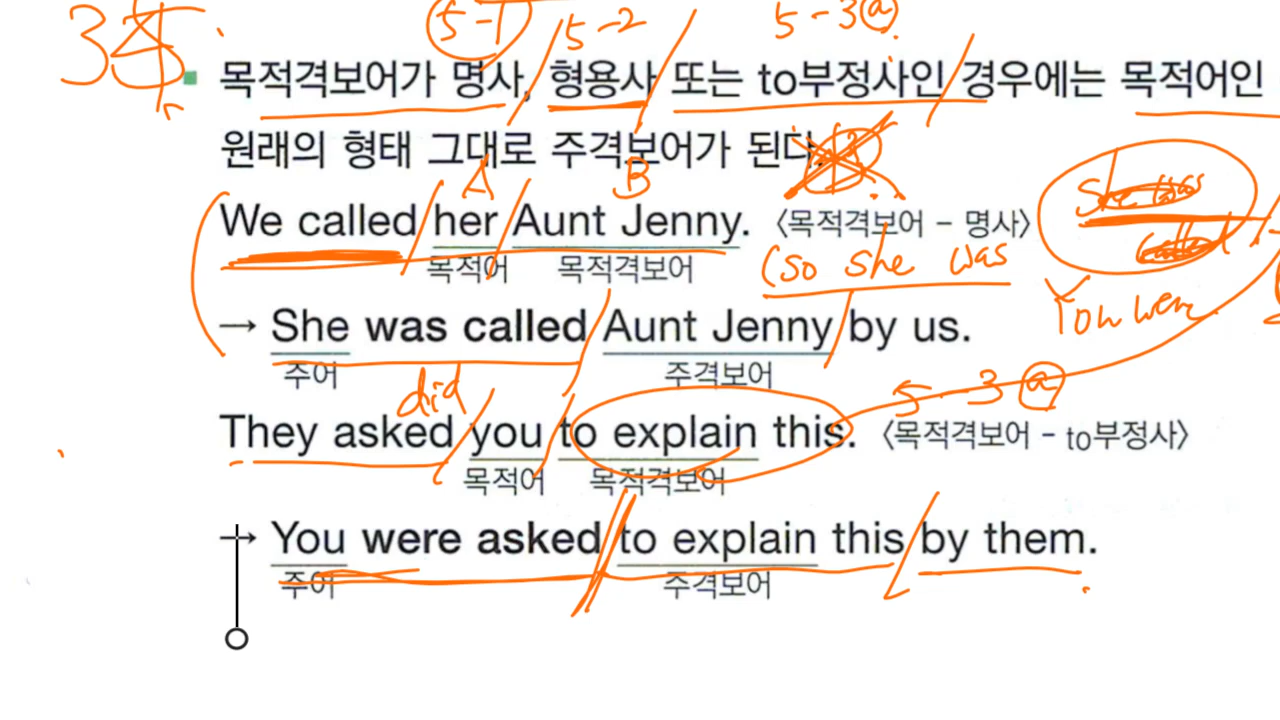 5-1 5-2 5-3ⓐ
목적격보어가 명사, 형용사 또는 to부정사인 경우에는 목적어인
원래의 형태 그대로 주격보어가 된다.
A B
We called her Aunt Jenny. 〈목적격보어 - 명사〉
목적어 목적격보어
(so she was
She was called
You were
→ She was called Aunt Jenny by us.
주어 주격보어
did
5-3ⓐ
They asked you to explain this. 〈목적격보어 - to부정사〉
목적어 목적격보어
→ You were asked to explain this by them.
주어 주격보어